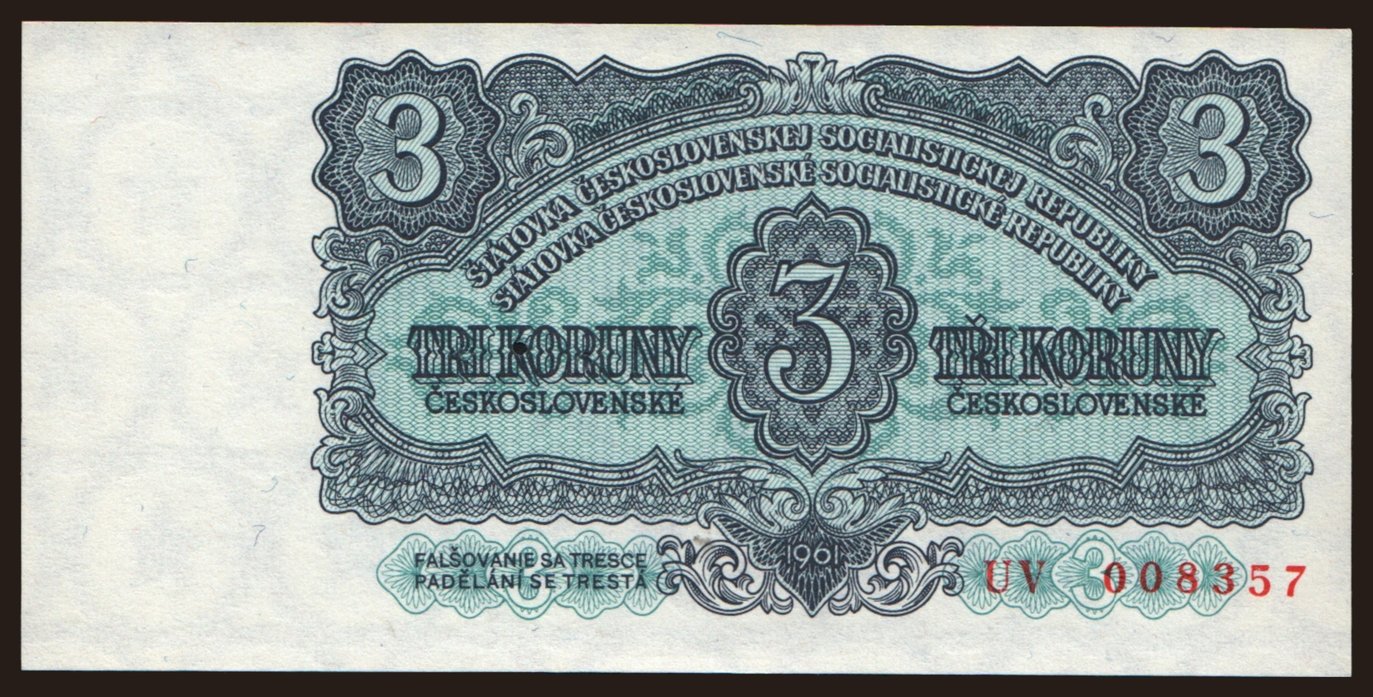 3 3
ŠTÁTOVKA ČESKOSLOVENSKEJ SOCIALISTICKEJ REPUBLIKY
STÁTOVKA ČESKOSLOVENSKÉ SOCIALISTICKÉ REPUBLIKY
TRI KORUNY 3 TŘI KORUNY
ČESKOSLOVENSKÉ ČESKOSLOVENSKÉ
FALŠOVANIE SA TRESCE
PADĚLÁNÍ SE TRESTÁ
1961
3
UV 008357